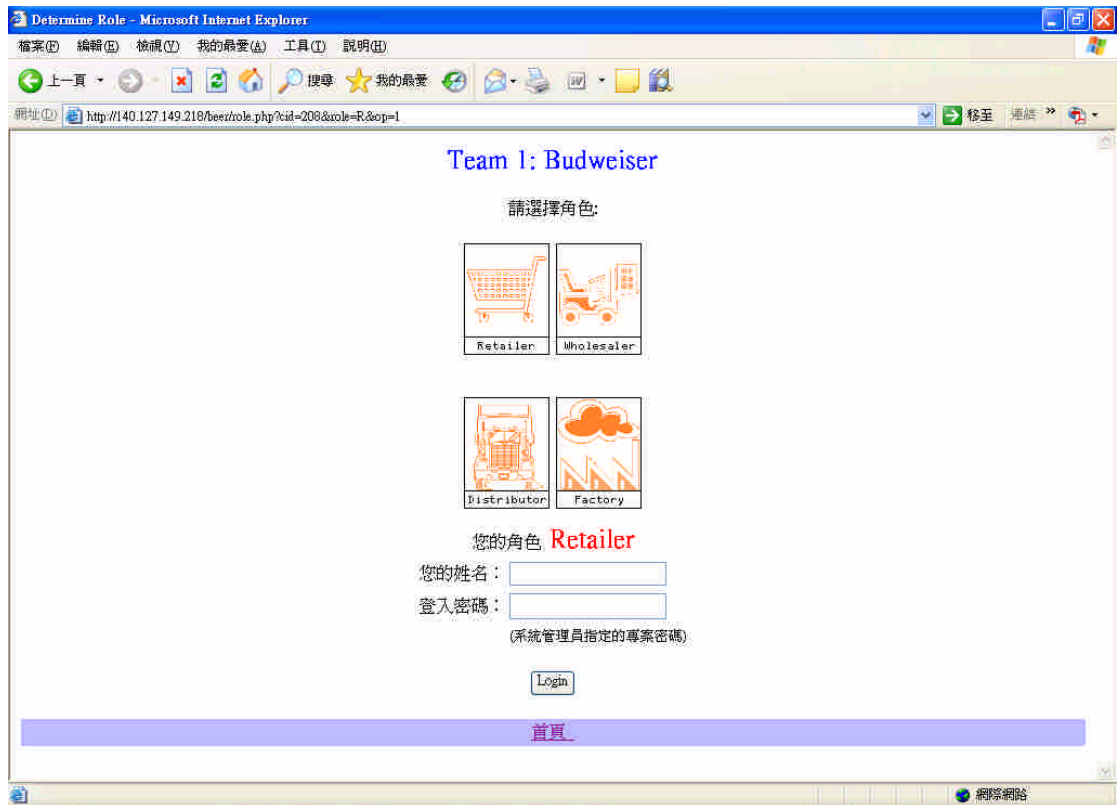 Determine Role - Microsoft Internet Explorer
檔案(F) 編輯(E) 檢視(V) 我的最愛(A) 工具(T) 說明(H)
上一頁 搜尋 我的最愛
網址(D) http://140.127.149.218/beer/role.php?cid=208&role=R&op=1 移至 連結 »
Team 1: Budweiser
請選擇角色:
Retailer Wholesaler
Distributor Factory
您的角色 Retailer
您的姓名：
登入密碼：
(系統管理員指定的專案密碼)
Login
首頁
網際網路